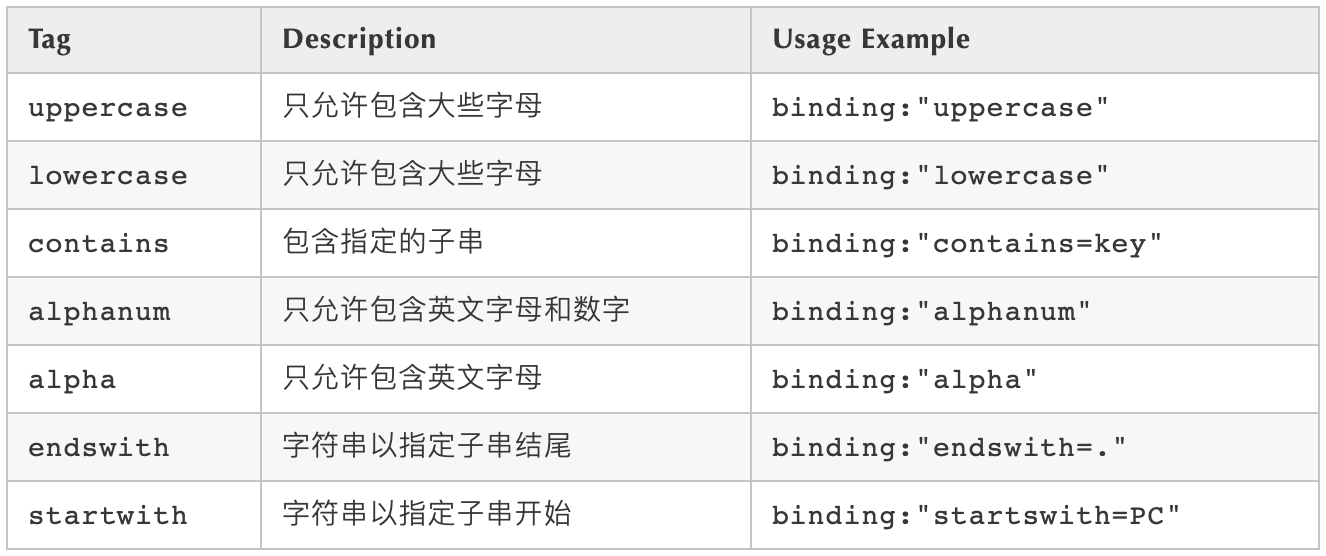 Tag Description Usage Example
uppercase 只允许包含大些字母 binding:"uppercase"
lowercase 只允许包含大些字母 binding:"lowercase"
contains 包含指定的子串 binding:"contains=key"
alphanum 只允许包含英文字母和数字 binding:"alphanum"
alpha 只允许包含英文字母 binding:"alpha"
endswith 字符串以指定子串结尾 binding:"endswith=."
startwith 字符串以指定子串开始 binding:"startswith=PC"